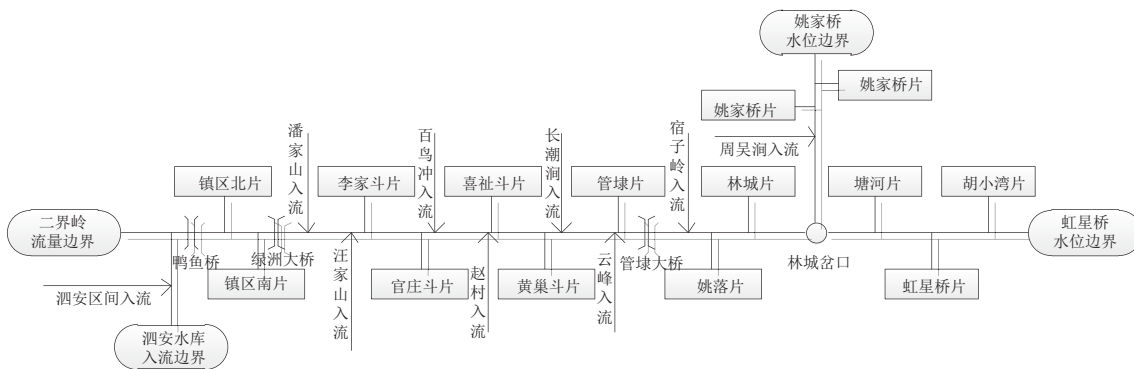 姚家桥
水位边界
姚家桥片
姚家桥片
周吴涧入流
潘家山入流
百鸟冲入流
长潮涧入流
宿子岭入流
镇区北片
李家斗片
喜祉斗片
管埭片
林城片
塘河片
胡小湾片
二界岭
流量边界
虹星桥
水位边界
鸭鱼桥
绿洲大桥
管埭大桥
林城岔口
泗安区间入流
镇区南片
汪家山入流
官庄斗片
赵村入流
黄巢斗片
云峰入流
姚落片
虹星桥片
泗安水库
入流边界